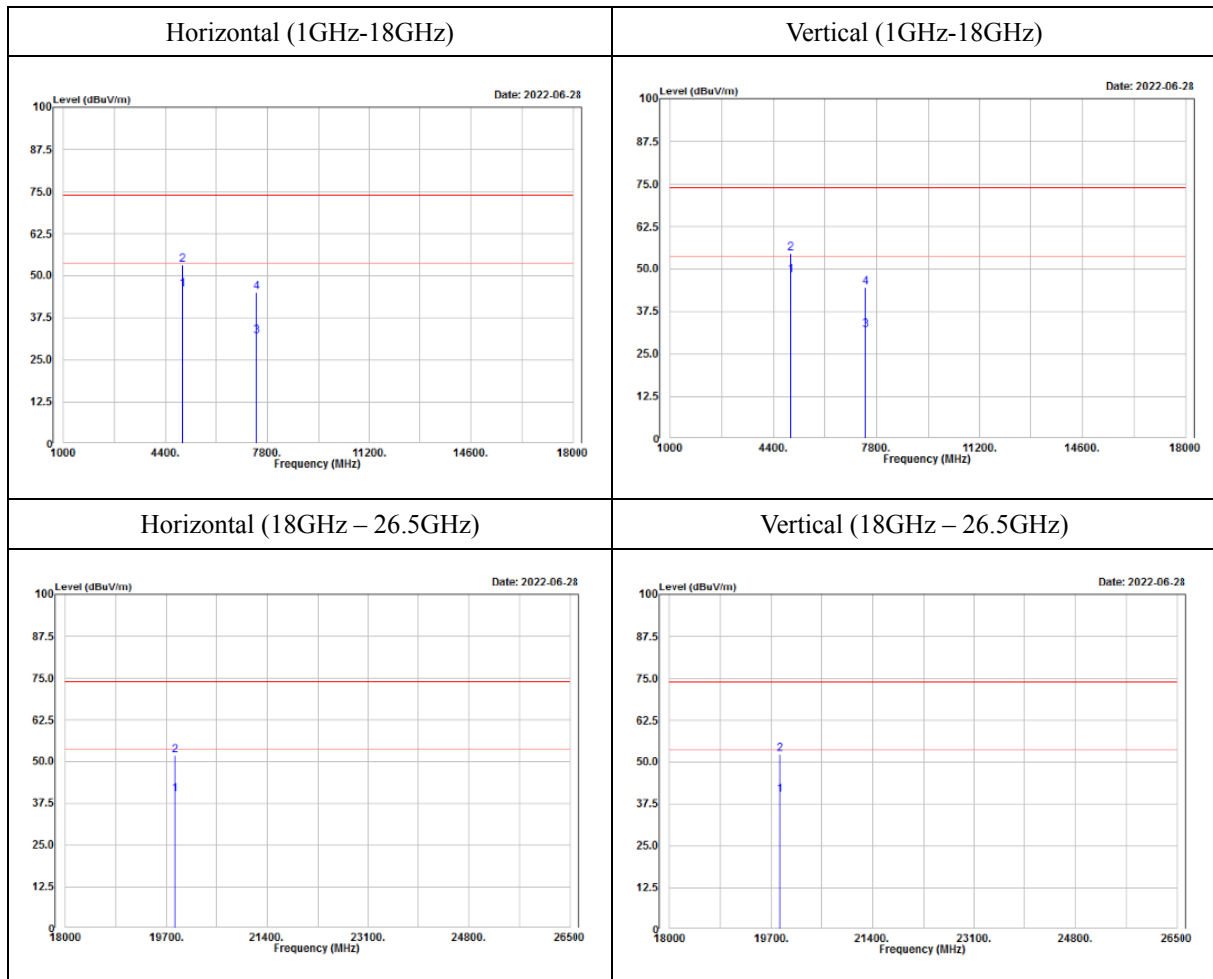 Horizontal (1GHz-18GHz)
Vertical (1GHz-18GHz)
Level (dBuV/m)
Date: 2022-06-28
100
87.5
75.0
62.5
50.0
37.5
25.0
12.5
0
2
1
4
3
1000 4400. 7800. 11200. 14600. 18000
Frequency (MHz)
Level (dBuV/m)
Date: 2022-06-28
100
87.5
75.0
62.5
50.0
37.5
25.0
12.5
0
2
1
4
3
1000 4400. 7800. 11200. 14600. 18000
Frequency (MHz)
Horizontal (18GHz – 26.5GHz)
Vertical (18GHz – 26.5GHz)
Level (dBuV/m)
Date: 2022-06-28
100
87.5
75.0
62.5
50.0
37.5
25.0
12.5
0
2
1
18000 19700. 21400. 23100. 24800. 26500
Frequency (MHz)
Level (dBuV/m)
Date: 2022-06-28
100
87.5
75.0
62.5
50.0
37.5
25.0
12.5
0
2
1
18000 19700. 21400. 23100. 24800. 26500
Frequency (MHz)